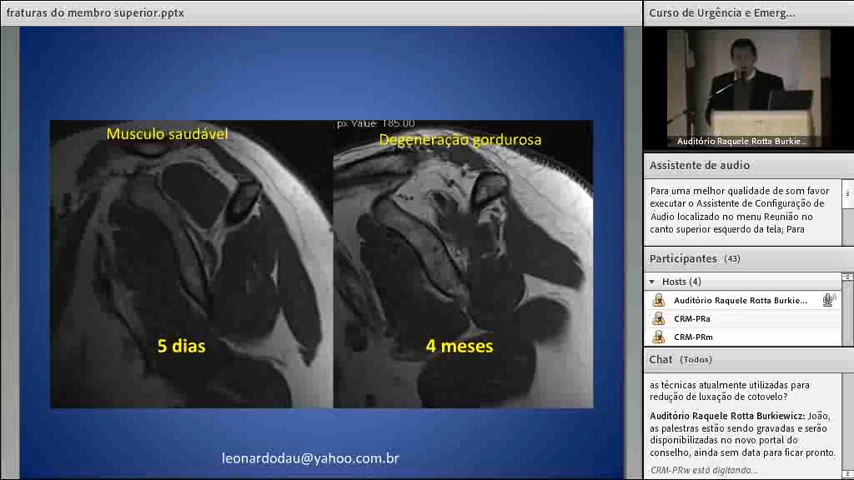 fraturas do membro superior.pptx
px Value: 185.00
Musculo saudável
Degeneração gordurosa
5 dias
4 meses
leonardodau@yahoo.com.br
Curso de Urgência e Emerg...
Auditório Raquele Rotta Burkie...
Assistente de audio
Para uma melhor qualidade de som favor
executar o Assistente de Configuração de
Áudio localizado no menu Reunião no
canto superior esquerdo da tela; Para
Participantes (43)
Hosts (4)
Auditório Raquele Rotta Burkie...
CRM-PRa
CRM-PRm
Chat (Todos)
as técnicas atualmente utilizadas para
redução de luxação de cotovelo?
Auditório Raquele Rotta Burkiewicz: João,
as palestras estão sendo gravadas e serão
disponibilizadas no novo portal do
conselho, ainda sem data para ficar pronto.
CRM-PRw está digitando...